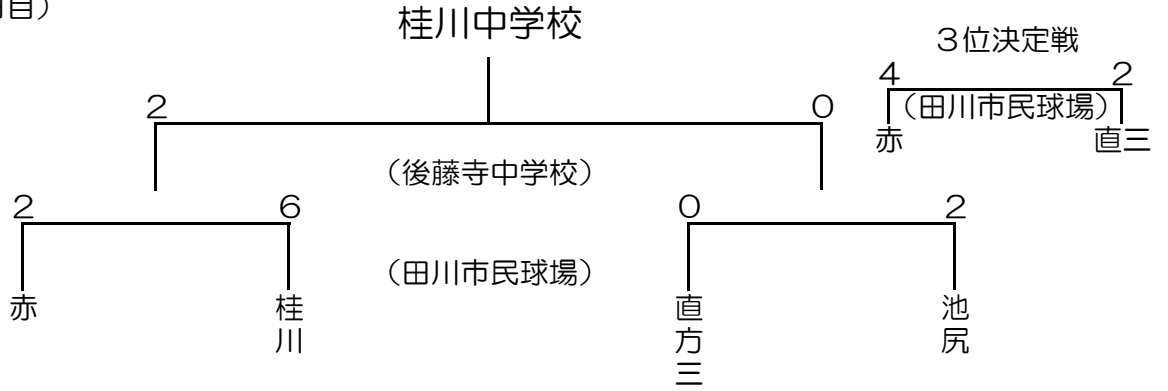 目）
桂川中学校
３位決定戦
４ ２
（田川市民球場）
赤 直三
２ ０
（後藤寺中学校）
２ ６ ０ ２
（田川市民球場）
赤
桂川
直方三
池尻